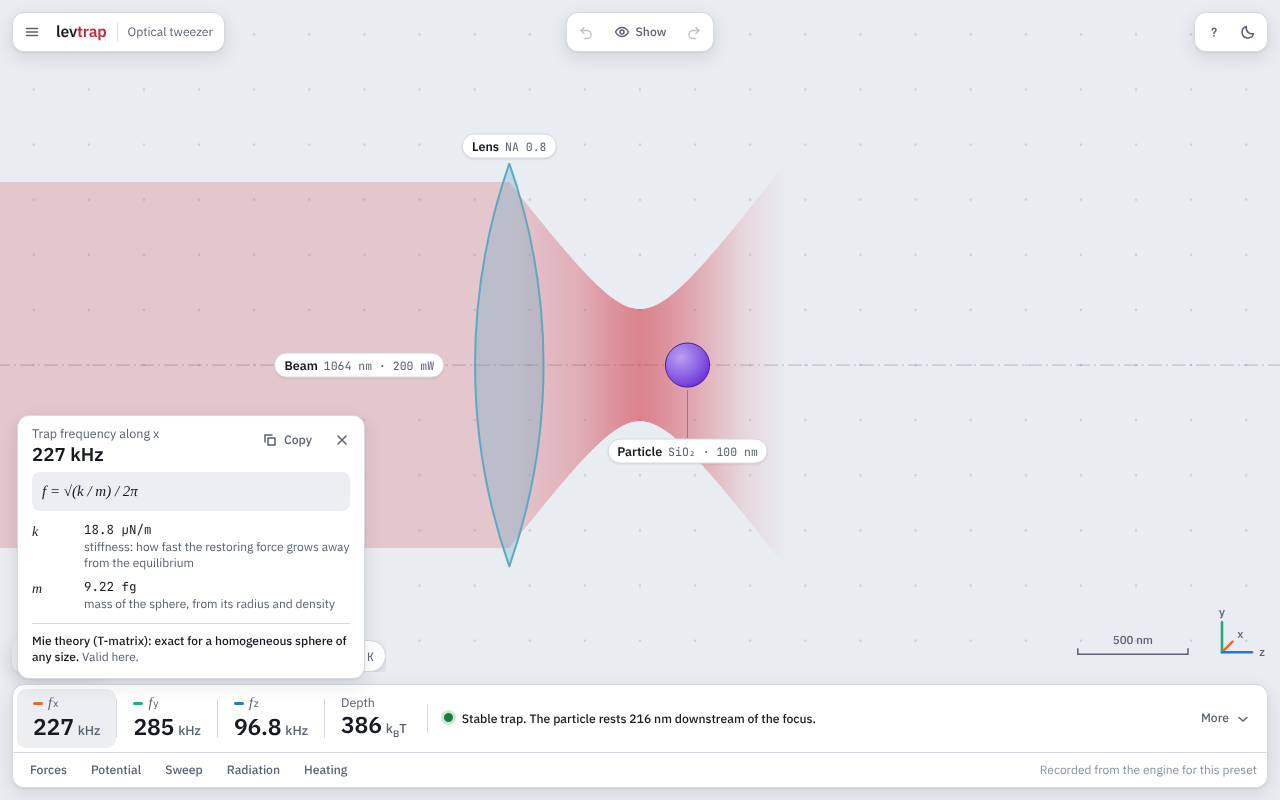 levtrap
Optical tweezer
Show
?
Lens NA 0.8
Beam 1064 nm · 200 mW
Particle SiO₂ · 100 nm
Trap frequency along x
227 kHz
Copy
f = √(k / m) / 2π
k
18.8 µN/m
stiffness: how fast the restoring force grows away
from the equilibrium
m
9.22 fg
mass of the sphere, from its radius and density
Mie theory (T-matrix): exact for a homogeneous sphere of
any size. Valid here.
K
500 nm
y
x
z
fx
227 kHz
fy
285 kHz
fz
96.8 kHz
Depth
386 kBT
Stable trap. The particle rests 216 nm downstream of the focus.
More
Forces
Potential
Sweep
Radiation
Heating
Recorded from the engine for this preset